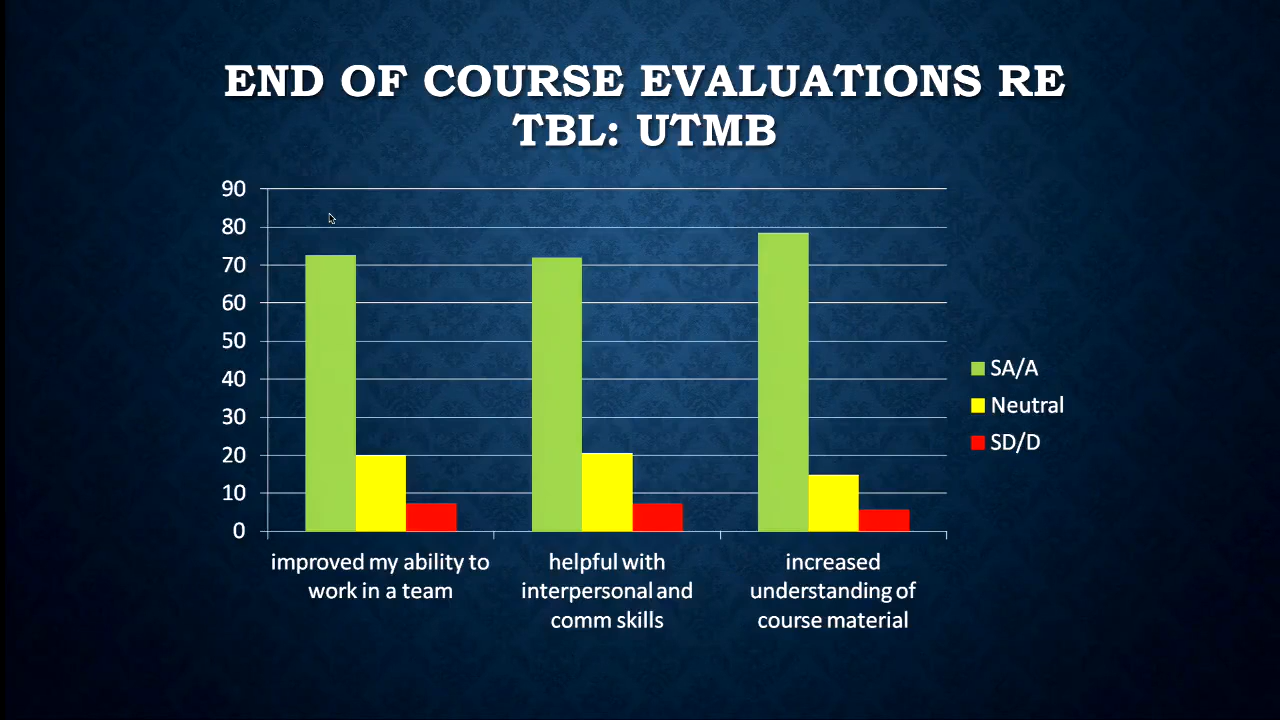 END OF COURSE EVALUATIONS RE
TBL: UTMB
90
80
70
60
50
40
30
20
10
0
SA/A
Neutral
SD/D
improved my ability to
work in a team
helpful with
interpersonal and
comm skills
increased
understanding of
course material